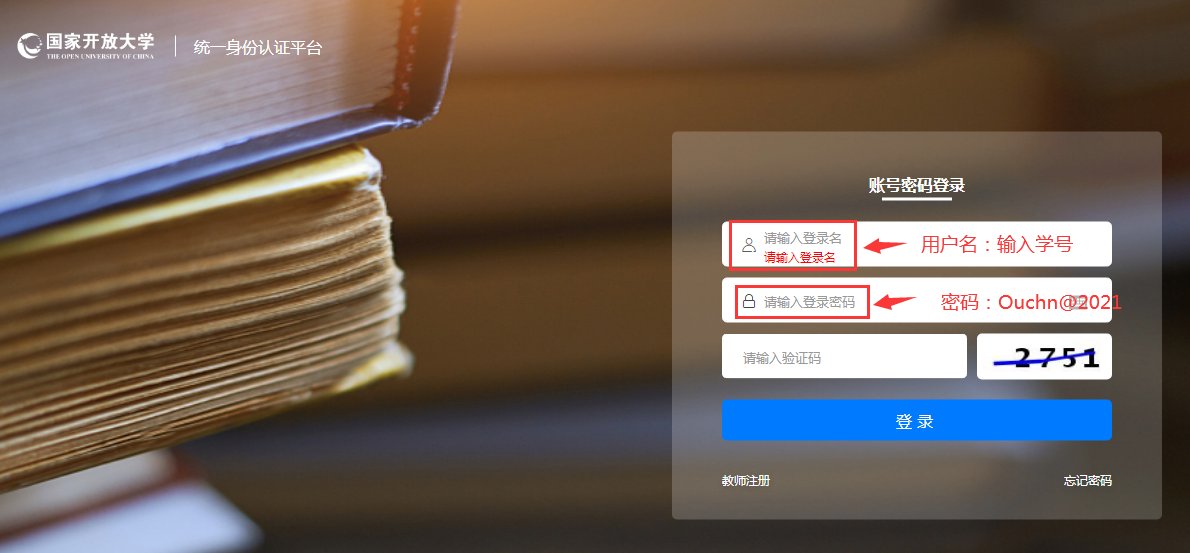 国家开放大学
THE OPEN UNIVERSITY OF CHINA
统一身份认证平台
账号密码登录
请输入登录名
请输入登录名
用户名：输入学号
请输入登录密码
密码：Ouchn@2021
请输入验证码
2751
登 录
教师注册
忘记密码